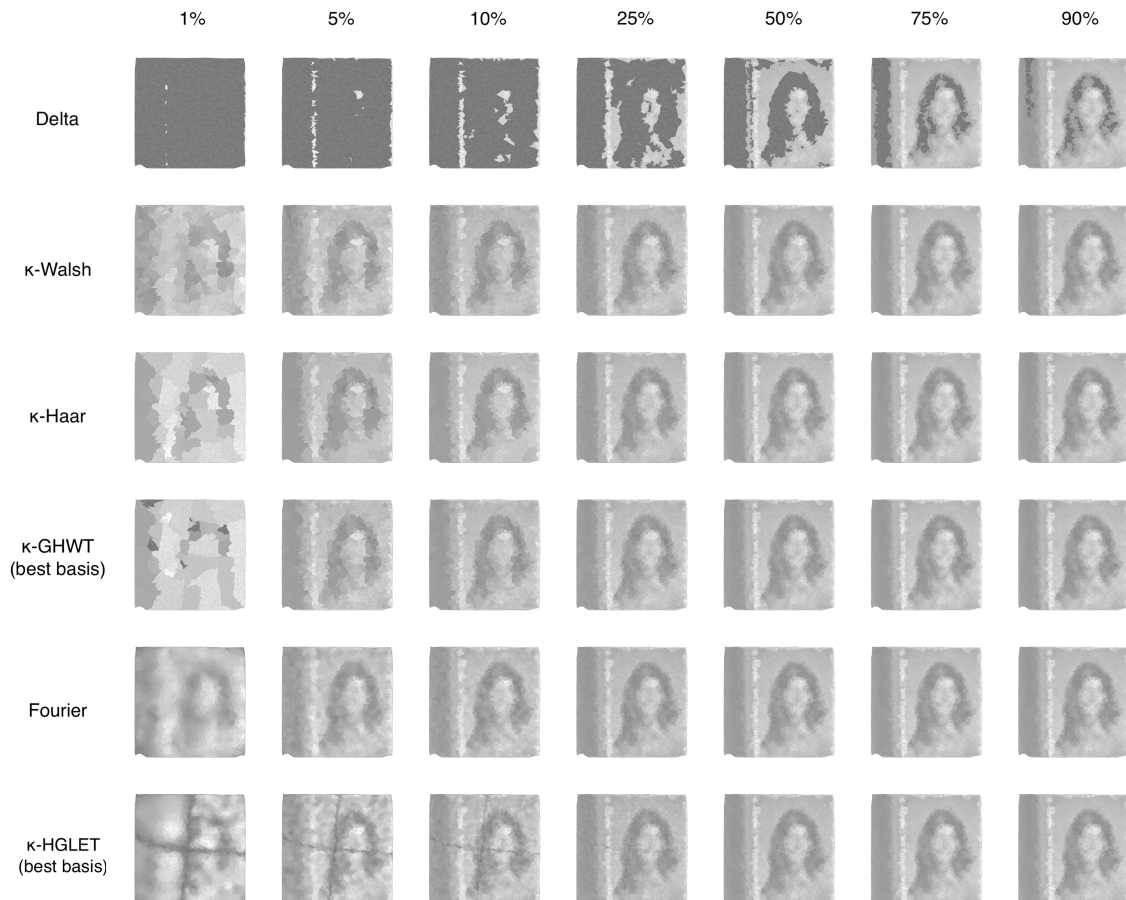 1% 5% 10% 25% 50% 75% 90%
Delta
κ-Walsh
κ-Haar
κ-GHWT
(best basis)
Fourier
κ-HGLET
(best basis)